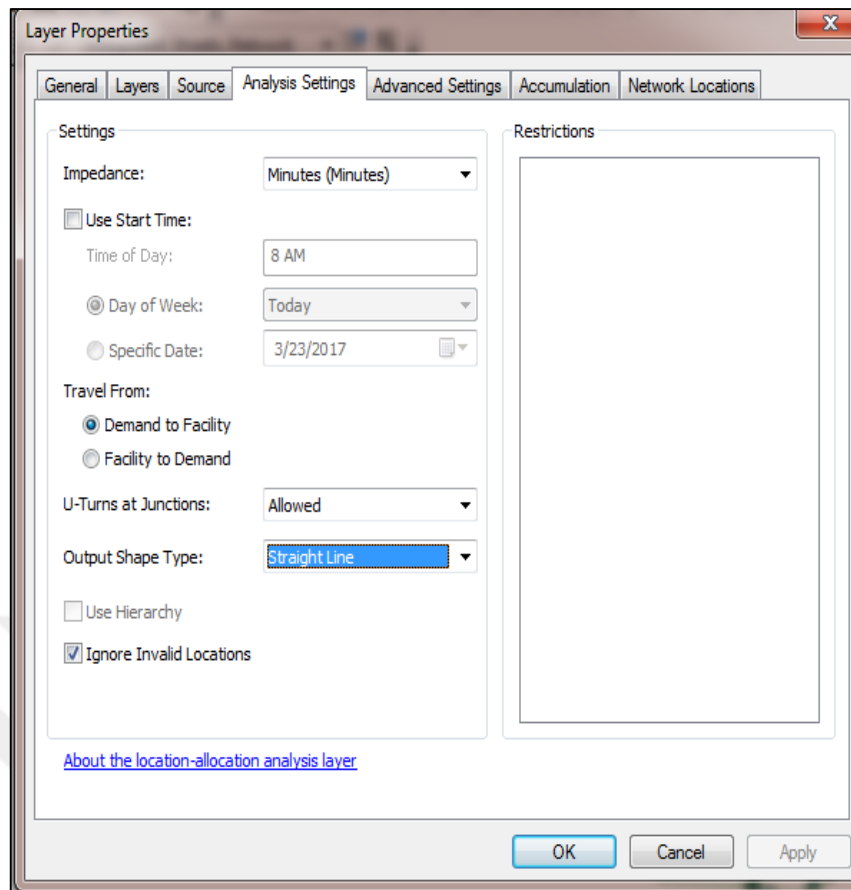 Layer Properties
General Layers Source Analysis Settings Advanced Settings Accumulation Network Locations
Settings
Impedance: Minutes (Minutes)
Use Start Time:
Time of Day: 8 AM
Day of Week: Today
Specific Date: 3/23/2017
Travel From:
Demand to Facility
Facility to Demand
U-Turns at Junctions: Allowed
Output Shape Type: Straight Line
Use Hierarchy
Ignore Invalid Locations
Restrictions
About the location-allocation analysis layer
OK Cancel Apply